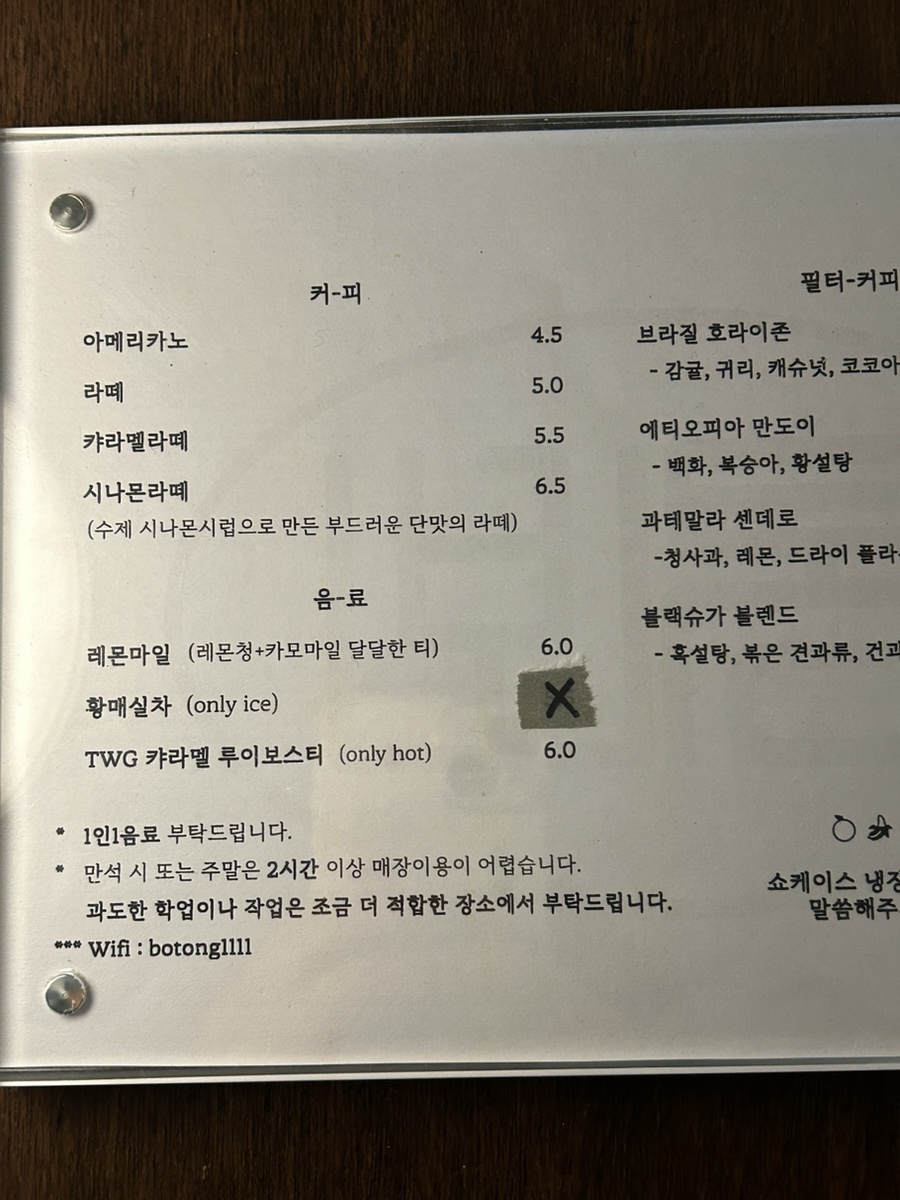 커-피
아메리카노 4.5
라떼 5.0
캬라멜라떼 5.5
시나몬라떼 6.5
(수제 시나몬시럽으로 만든 부드러운 단맛의 라떼)
음-료
레몬마일 (레몬청+카모마일 달달한 티) 6.0
황매실차 (only ice) X
TWG 캬라멜 루이보스티 (only hot) 6.0
* 1인1음료 부탁드립니다.
* 만석 시 또는 주말은 2시간 이상 매장이용이 어렵습니다.
과도한 학업이나 작업은 조금 더 적합한 장소에서 부탁드립니다.
*** Wifi : botong1111
필터-커피
브라질 호라이존
- 감귤, 귀리, 캐슈넛, 코코아
에티오피아 만도이
- 백화, 복숭아, 황설탕
과테말라 센데로
-청사과, 레몬, 드라이 플라
블랙슈가 블렌드
- 흑설탕, 볶은 견과류, 건과
쇼케이스 냉장
말씀해주